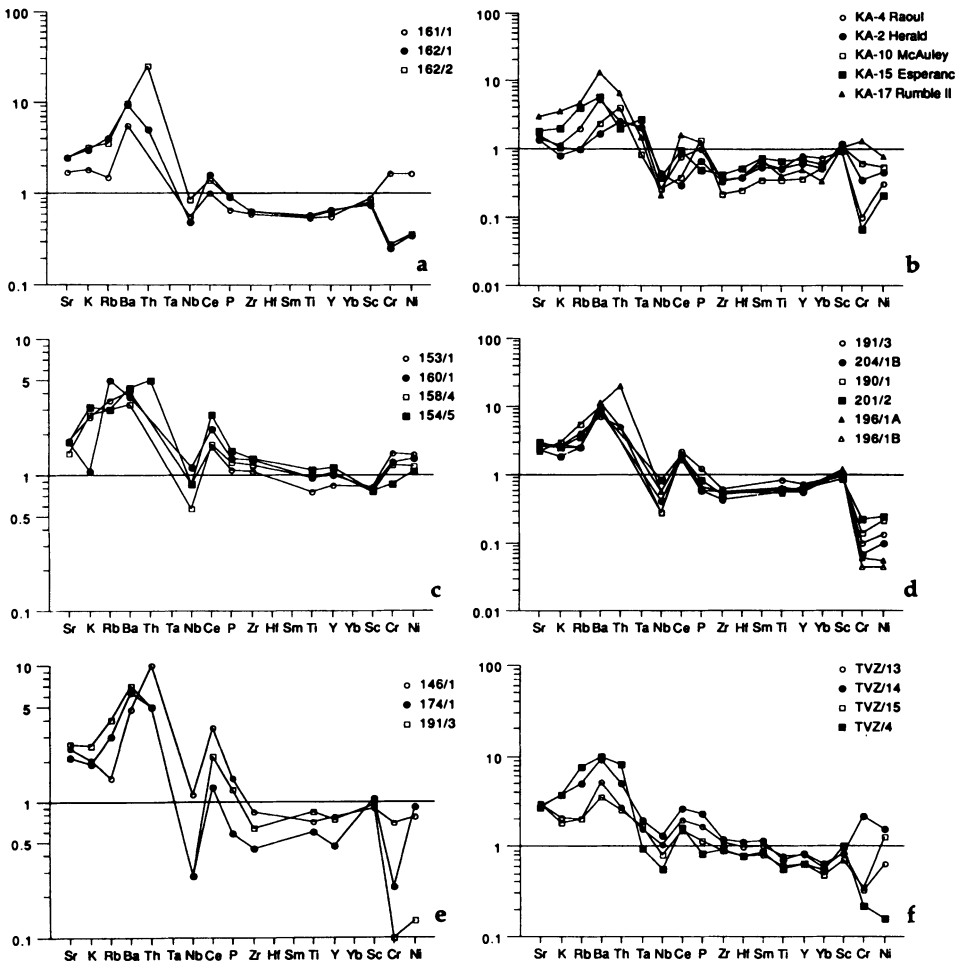 100
10
1
0.1
161/1
162/1
162/2
a
Sr K Rb Ba Th Ta Nb Ce P Zr Hf Sm Ti Y Yb Sc Cr Ni
100
10
1
0.1
0.01
KA-4 Raoul
KA-2 Herald
KA-10 McAuley
KA-15 Esperanc
KA-17 Rumble II
b
Sr K Rb Ba Th Ta Nb Ce P Zr Hf Sm Ti Y Yb Sc Cr Ni
10
5
1
0.5
0.1
153/1
160/1
158/4
154/5
c
Sr K Rb Ba Th Ta Nb Ce P Zr Hf Sm Ti Y Yb Sc Cr Ni
100
10
1
0.1
0.01
191/3
204/1B
190/1
201/2
196/1A
196/1B
d
Sr K Rb Ba Th Ta Nb Ce P Zr Hf Sm Ti Y Yb Sc Cr Ni
10
5
1
0.5
0.1
146/1
174/1
191/3
e
Sr K Rb Ba Th Ta Nb Ce P Zr Hf Sm Ti Y Yb Sc Cr Ni
100
10
1
0.1
TVZ/13
TVZ/14
TVZ/15
TVZ/4
f
Sr K Rb Ba Th Ta Nb Ce P Zr Hf Sm Ti Y Yb Sc Cr Ni